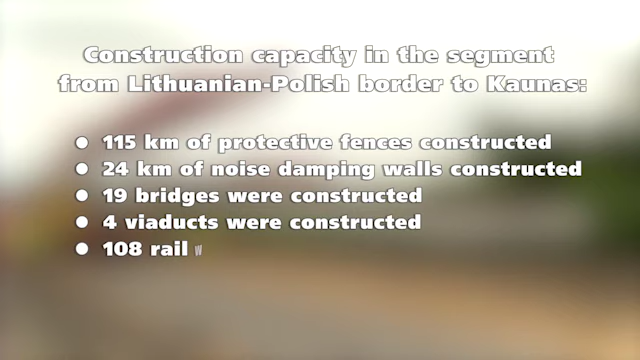 Construction capacity in the segment
from Lithuanian-Polish border to Kaunas:
● 115 km of protective fences constructed
● 24 km of noise damping walls constructed
● 19 bridges were constructed
● 4 viaducts were constructed
● 108 rail w